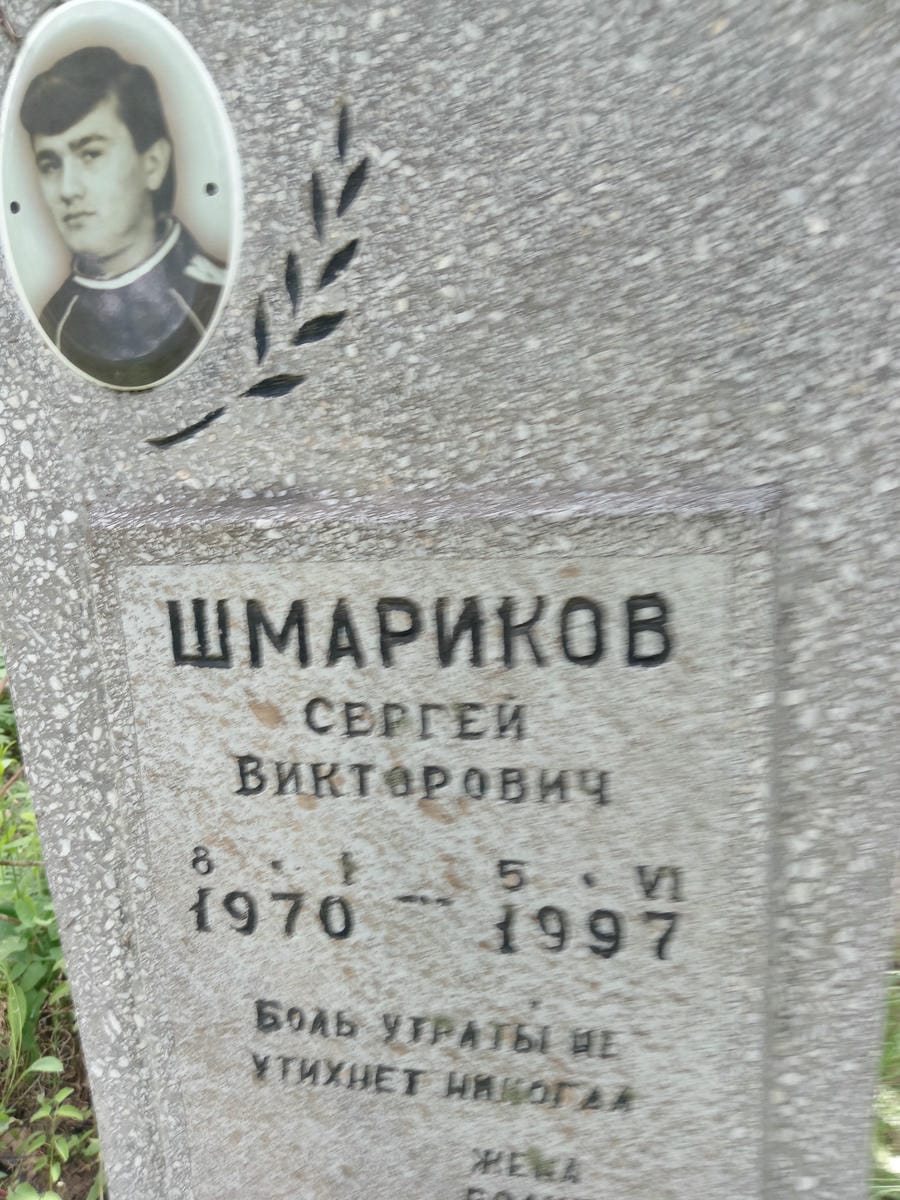 ШМАРИКОВ
СЕРГЕЙ
ВИКТОРОВИЧ
8 · I 5 · VI
1970 — 1997
БОЛЬ УТРАТЫ НЕ
УТИХНЕТ НИКОГДА
ЖЕНА